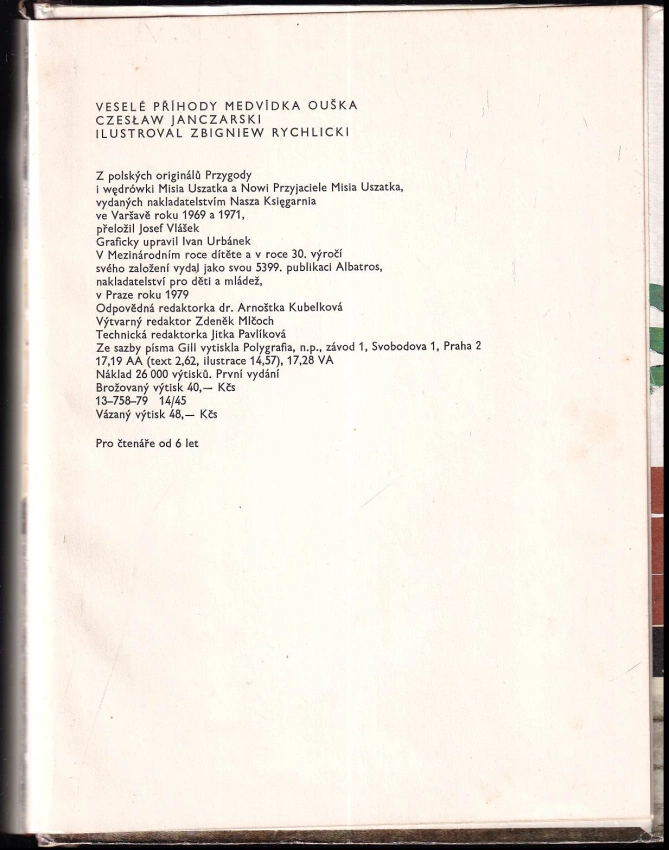 VESELÉ PŘÍHODY MEDVÍDKA OUŠKA
CZESŁAW JANCZARSKI
ILUSTROVAL ZBIGNIEW RYCHLICKI
Z polských originálů Przygody
i wędrówki Misia Uszatka a Nowi Przyjaciele Misia Uszatka,
vydaných nakladatelstvím Nasza Księgarnia
ve Varšavě roku 1969 a 1971,
přeložil Josef Vlášek
Graficky upravil Ivan Urbánek
V Mezinárodním roce dítěte a v roce 30. výročí
svého založení vydal jako svou 5399. publikaci Albatros,
nakladatelství pro děti a mládež,
v Praze roku 1979
Odpovědná redaktorka dr. Arnoštka Kubelková
Výtvarný redaktor Zdeněk Mlčoch
Technická redaktorka Jitka Pavlíková
Ze sazby písma Gill vytiskla Polygrafia, n.p., závod 1, Svobodova 1, Praha 2
17,19 AA (text 2,62, ilustrace 14,57), 17,28 VA
Náklad 26 000 výtisků. První vydání
Brožovaný výtisk 40,— Kčs
13–758–79 14/45
Vázaný výtisk 48,— Kčs
Pro čtenáře od 6 let